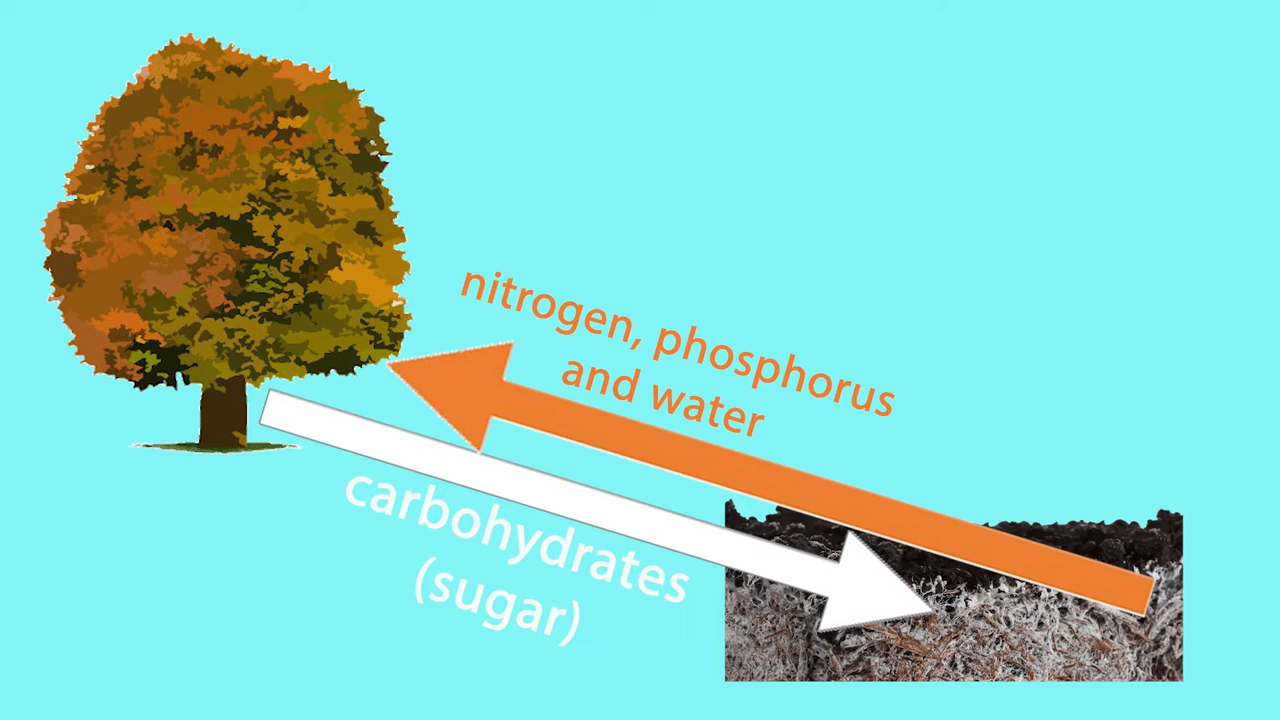 nitrogen, phosphorus
and water
carbohydrates
(sugar)